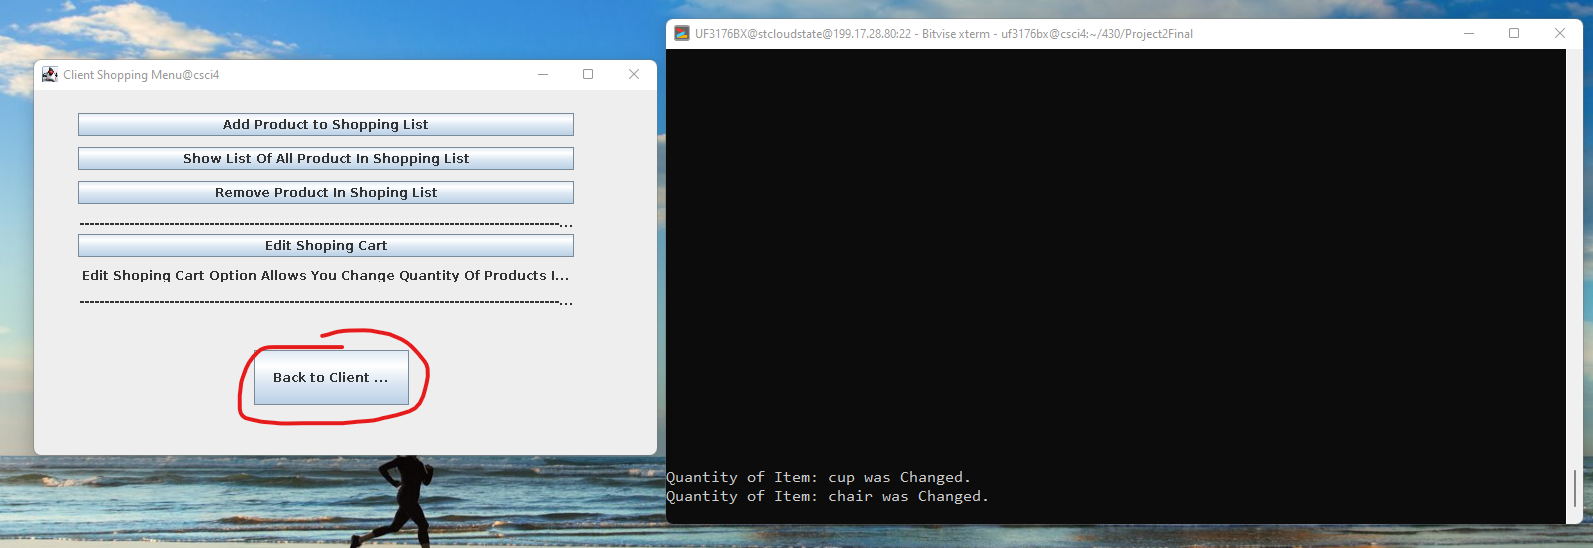 Client Shopping Menu@csci4
Add Product to Shopping List
Show List Of All Product In Shopping List
Remove Product In Shoping List
--------------------------------------------------------------------------------------------------...
Edit Shoping Cart
Edit Shoping Cart Option Allows You Change Quantity Of Products I...
--------------------------------------------------------------------------------------------------...
Back to Client ...
UF3176BX@stcloudstate@199.17.28.80:22 - Bitvise xterm - uf3176bx@csci4:~/430/Project2Final
Quantity of Item: cup was Changed.
Quantity of Item: chair was Changed.